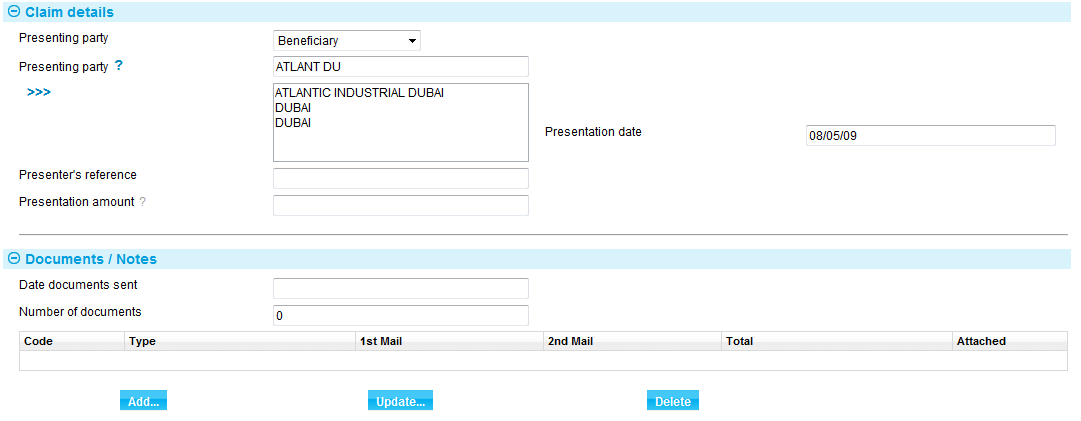 Claim details
Presenting party Beneficiary
Presenting party ? ATLANT DU
>>> ATLANTIC INDUSTRIAL DUBAI
DUBAI
DUBAI
Presentation date 08/05/09
Presenter's reference
Presentation amount ?
Documents / Notes
Date documents sent
Number of documents 0
Code Type 1st Mail 2nd Mail Total Attached
Add... Update... Delete